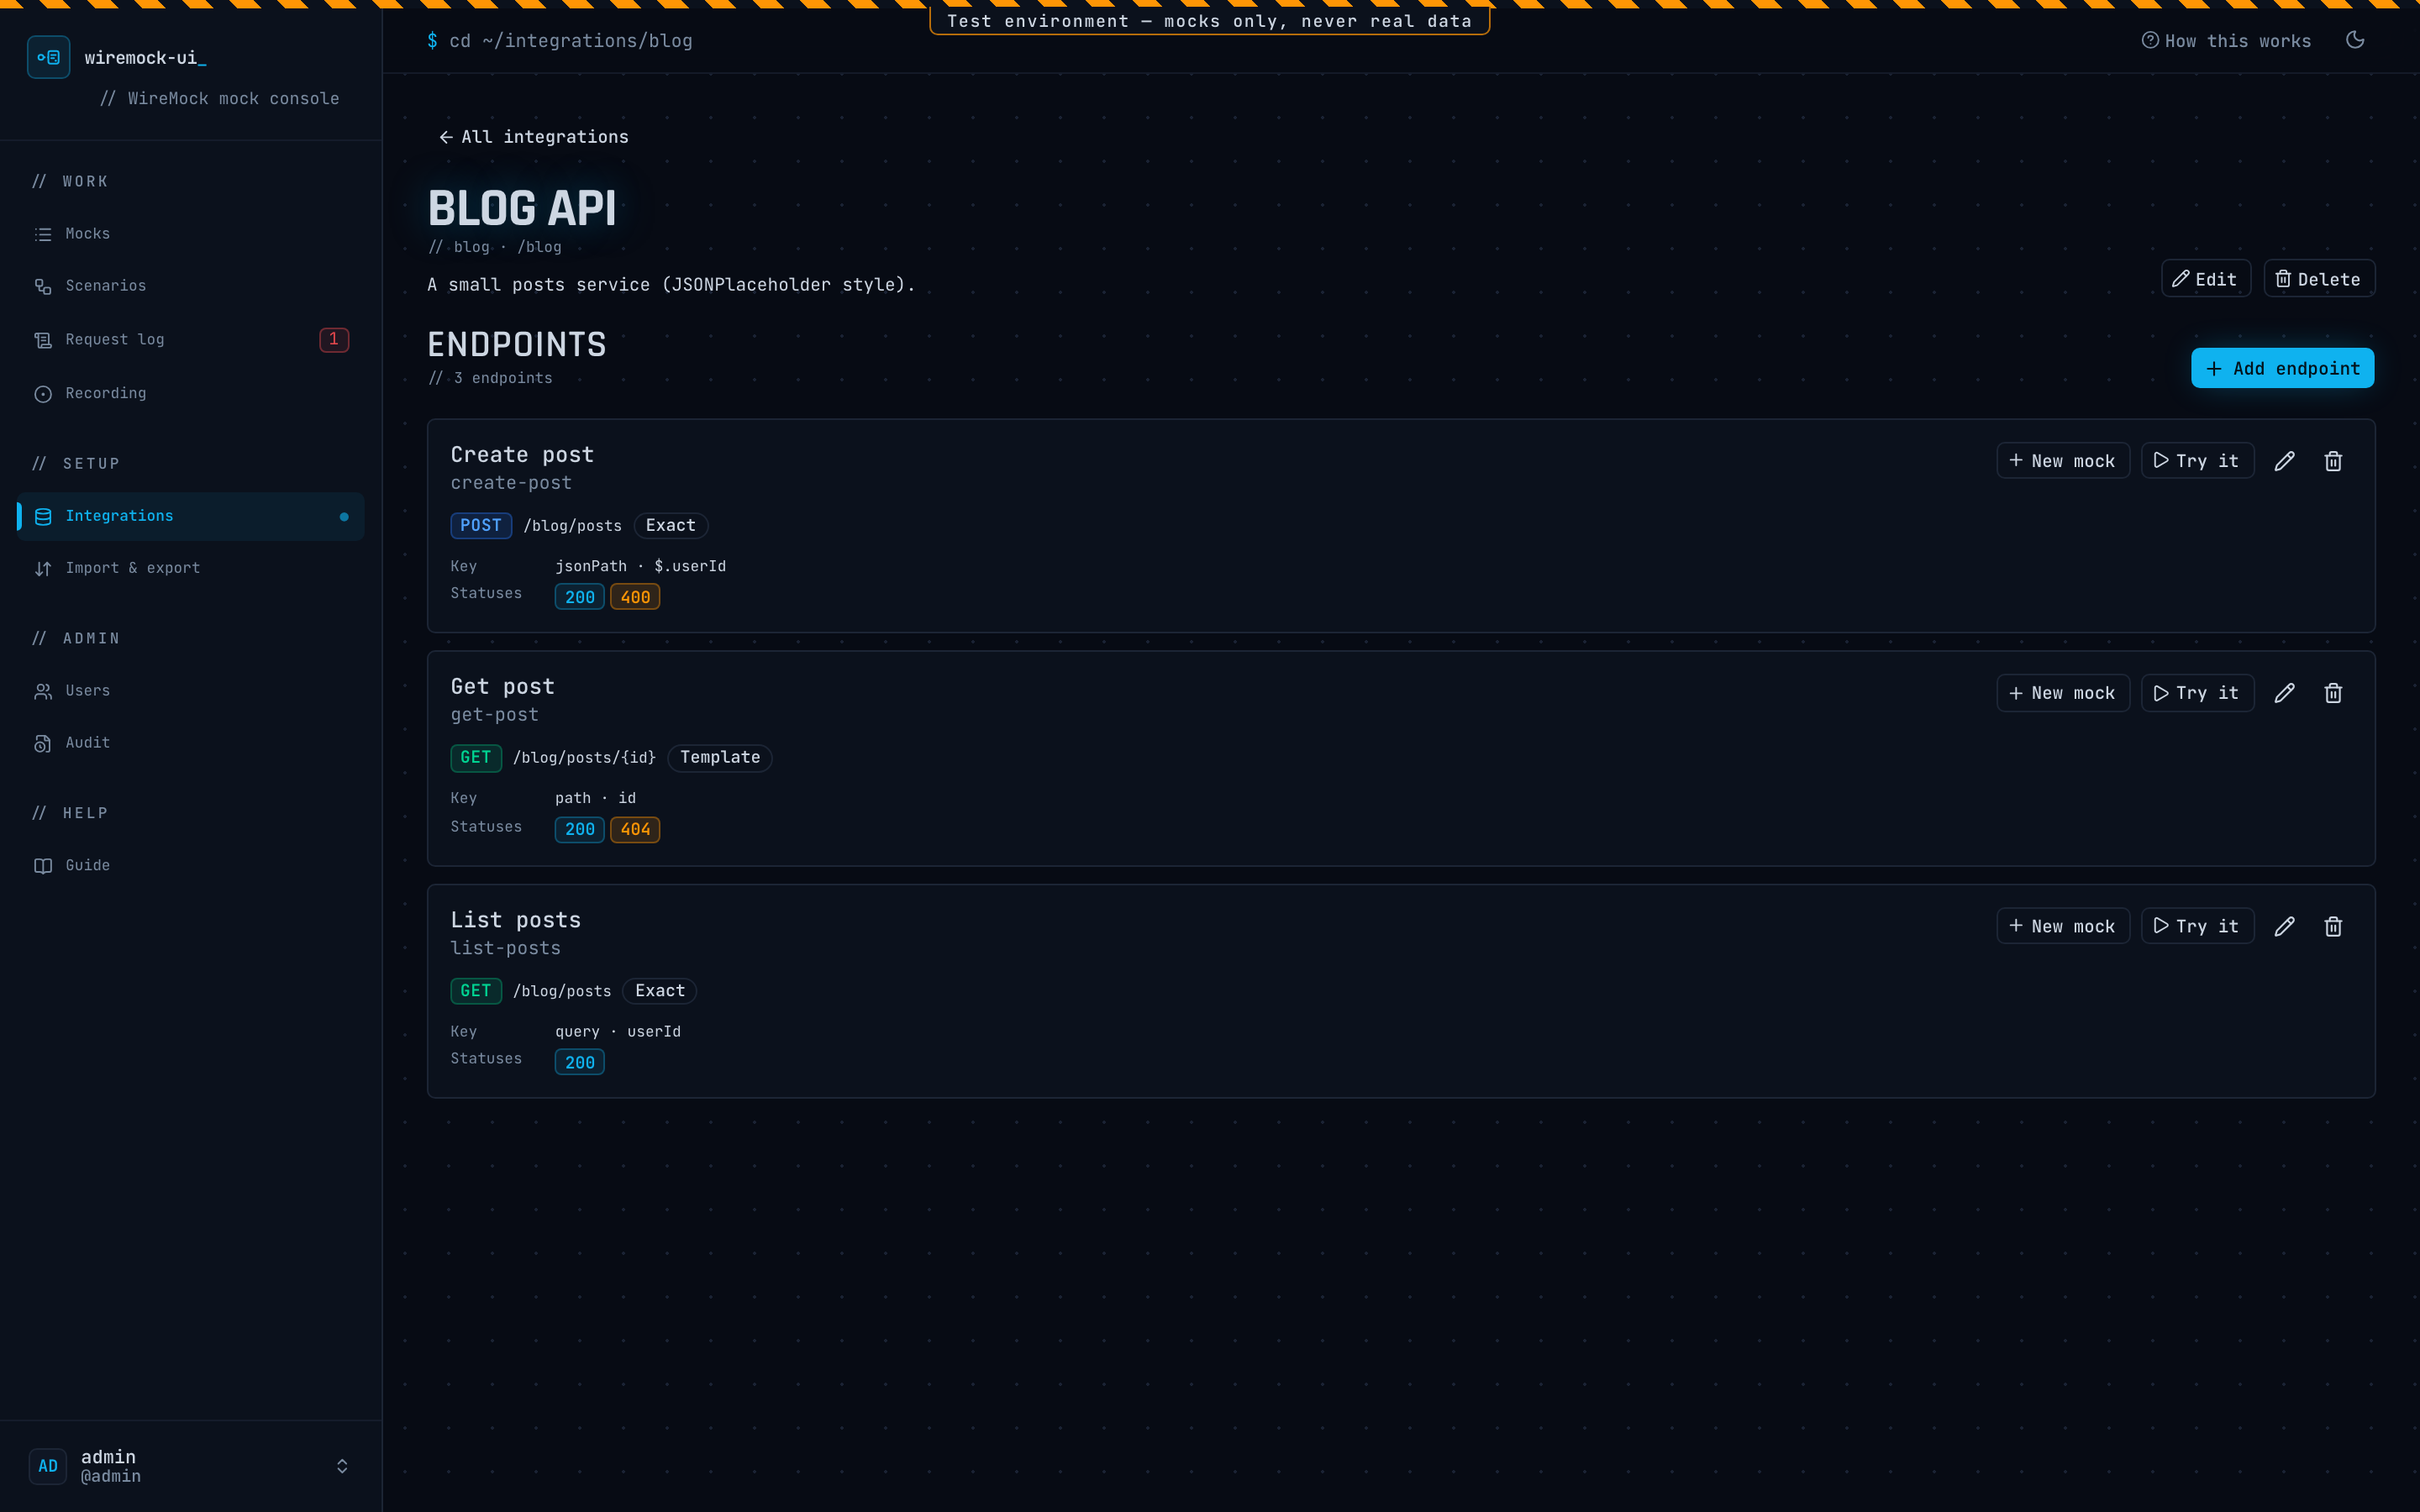 Test environment — mocks only, never real data
wiremock-ui_
// WireMock mock console
// WORK
Mocks
Scenarios
Request log 1
Recording
// SETUP
Integrations
Import & export
// ADMIN
Users
Audit
// HELP
Guide
AD admin
@admin
$ cd ~/integrations/blog
How this works
← All integrations
BLOG API
// blog · /blog
A small posts service (JSONPlaceholder style).
Edit Delete
ENDPOINTS
// 3 endpoints
+ Add endpoint
Create post
create-post
+ New mock Try it
POST /blog/posts Exact
Key jsonPath · $.userId
Statuses 200 400
Get post
get-post
+ New mock Try it
GET /blog/posts/{id} Template
Key path · id
Statuses 200 404
List posts
list-posts
+ New mock Try it
GET /blog/posts Exact
Key query · userId
Statuses 200